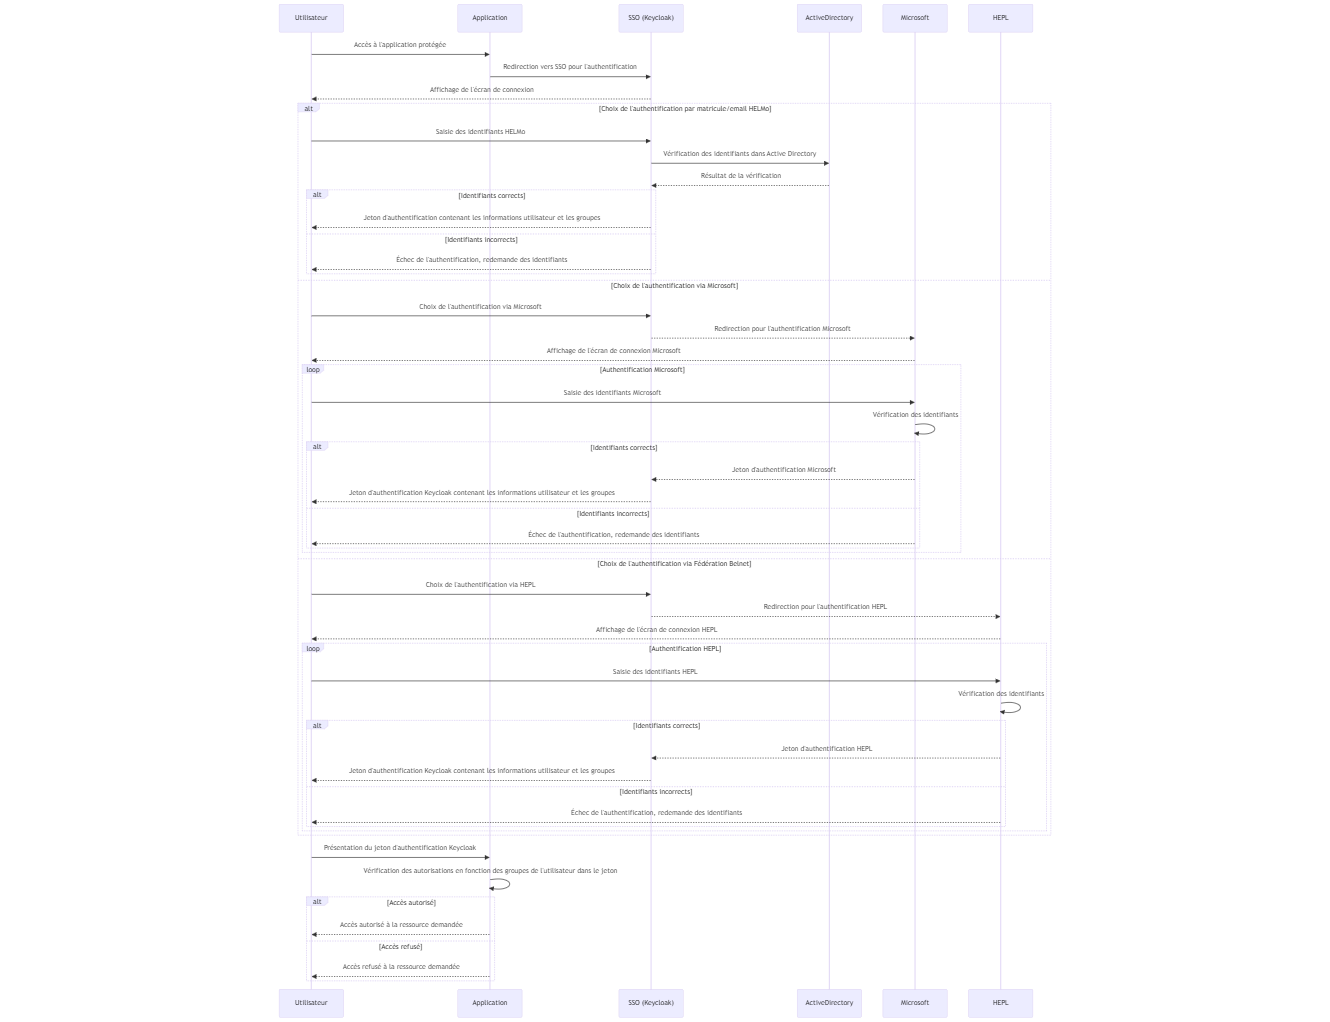 Utilisateur
Application
SSO (Keycloak)
ActiveDirectory
Microsoft
HEPL
Accès à l'application protégée
Redirection vers SSO pour l'authentification
Affichage de l'écran de connexion
alt
[Choix de l'authentification par matricule/email HELMo]
Saisie des identifiants HELMo
Vérification des identifiants dans Active Directory
Résultat de la vérification
alt
[Identifiants corrects]
Jeton d'authentification contenant les informations utilisateur et les groupes
[Identifiants incorrects]
Échec de l'authentification, redemande des identifiants
[Choix de l'authentification via Microsoft]
Choix de l'authentification via Microsoft
Redirection pour l'authentification Microsoft
Affichage de l'écran de connexion Microsoft
loop
[Authentification Microsoft]
Saisie des identifiants Microsoft
Vérification des identifiants
alt
[Identifiants corrects]
Jeton d'authentification Microsoft
Jeton d'authentification Keycloak contenant les informations utilisateur et les groupes
[Identifiants incorrects]
Échec de l'authentification, redemande des identifiants
[Choix de l'authentification via Fédération Belnet]
Choix de l'authentification via HEPL
Redirection pour l'authentification HEPL
Affichage de l'écran de connexion HEPL
loop
[Authentification HEPL]
Saisie des identifiants HEPL
Vérification des identifiants
alt
[Identifiants corrects]
Jeton d'authentification HEPL
Jeton d'authentification Keycloak contenant les informations utilisateur et les groupes
[Identifiants incorrects]
Échec de l'authentification, redemande des identifiants
Présentation du jeton d'authentification Keycloak
Vérification des autorisations en fonction des groupes de l'utilisateur dans le jeton
alt
[Accès autorisé]
Accès autorisé à la ressource demandée
[Accès refusé]
Accès refusé à la ressource demandée
Utilisateur
Application
SSO (Keycloak)
ActiveDirectory
Microsoft
HEPL